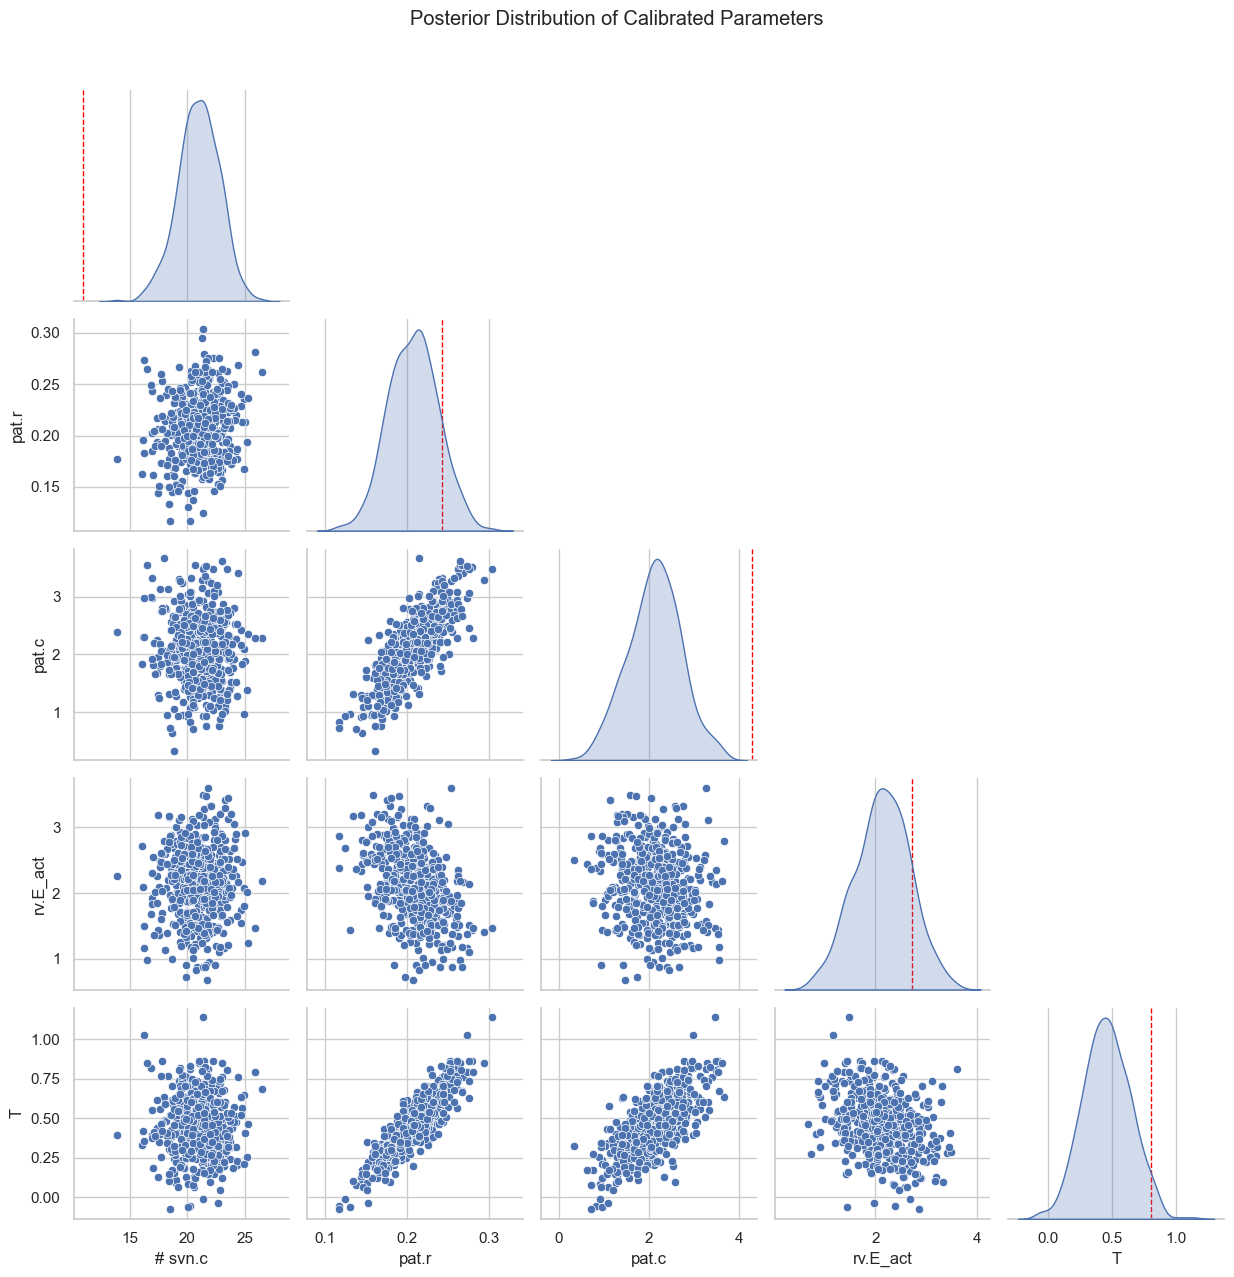 Posterior Distribution of Calibrated Parameters
0.30
0.25
0.20
0.15
pat.r
3
2
1
pat.c
3
2
1
rv.E_act
1.00
0.75
0.50
0.25
0.00
T
15 20 25 0.1 0.2 0.3 0 2 4 2 4 0.0 0.5 1.0
# svn.c pat.r pat.c rv.E_act T